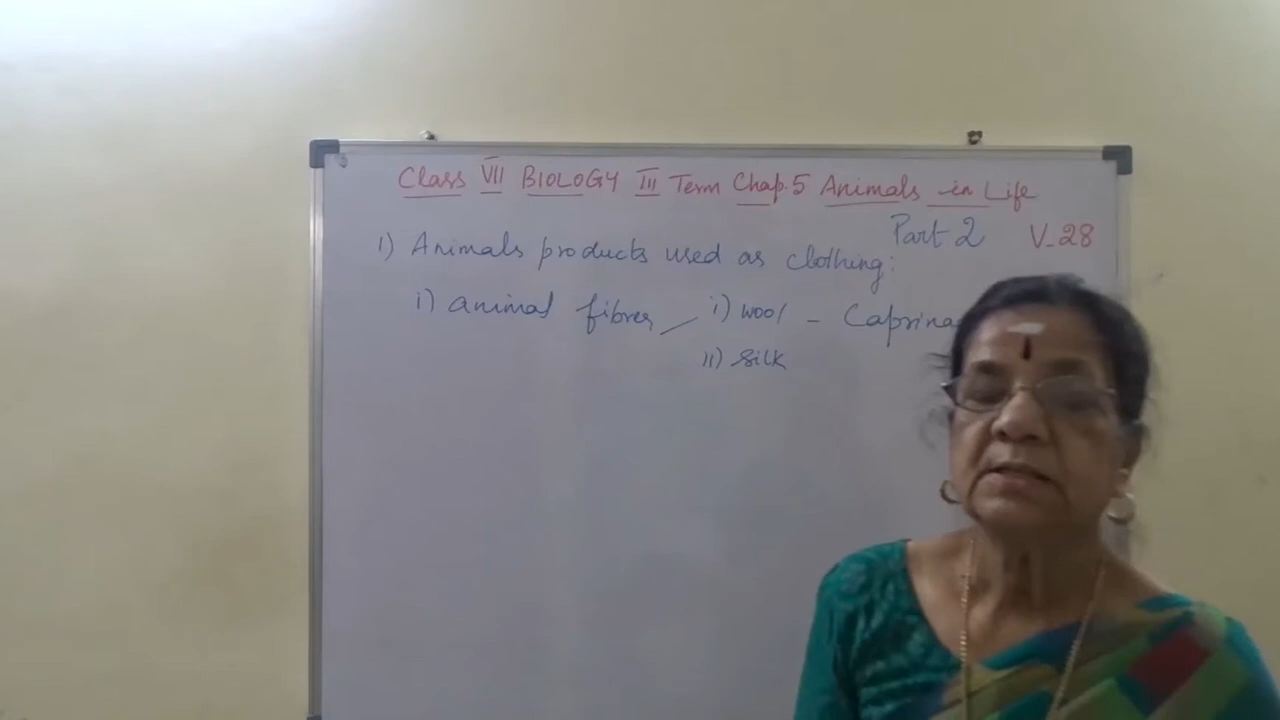 Class VII BIOLOGY III Term Chap.5 Animals in Life
Part 2 V-28
1) Animals products used as clothing:
i) animal fibres i) wool - Caprina
ii) Silk